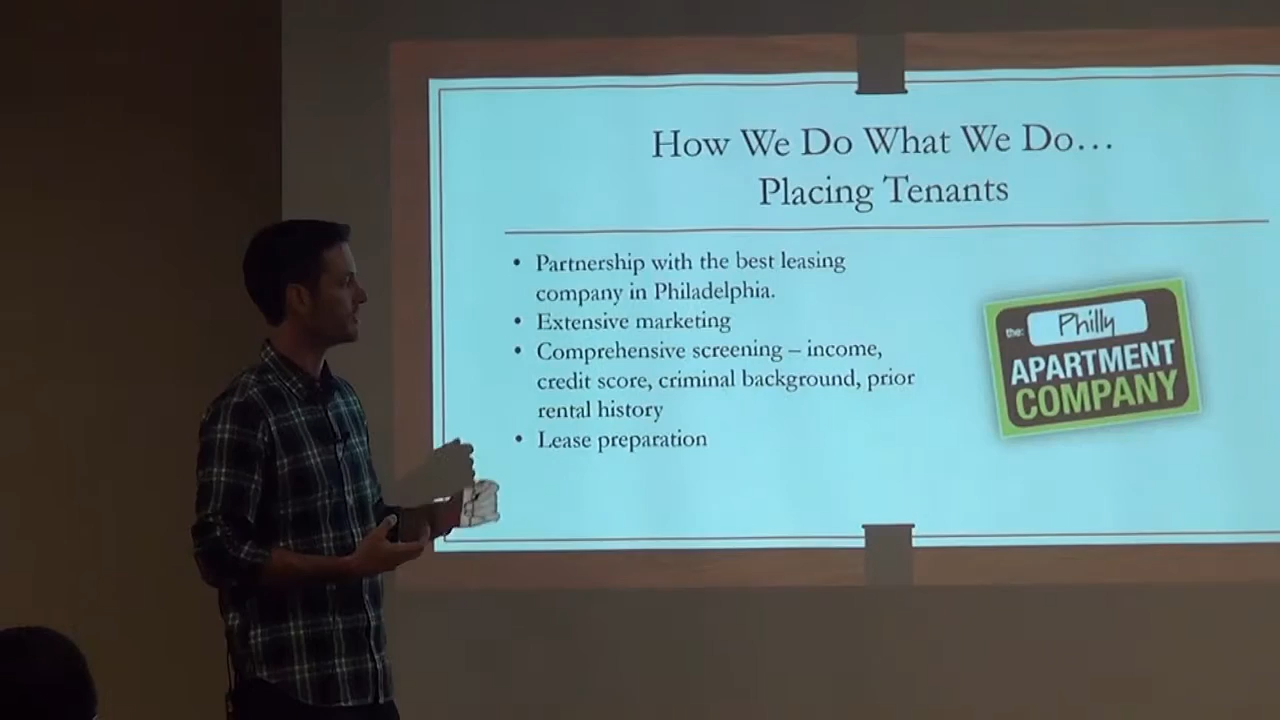 How We Do What We Do…
Placing Tenants
• Partnership with the best leasing
company in Philadelphia.
• Extensive marketing
• Comprehensive screening – income,
credit score, criminal background, prior
rental history
• Lease preparation
the: Philly
APARTMENT
COMPANY